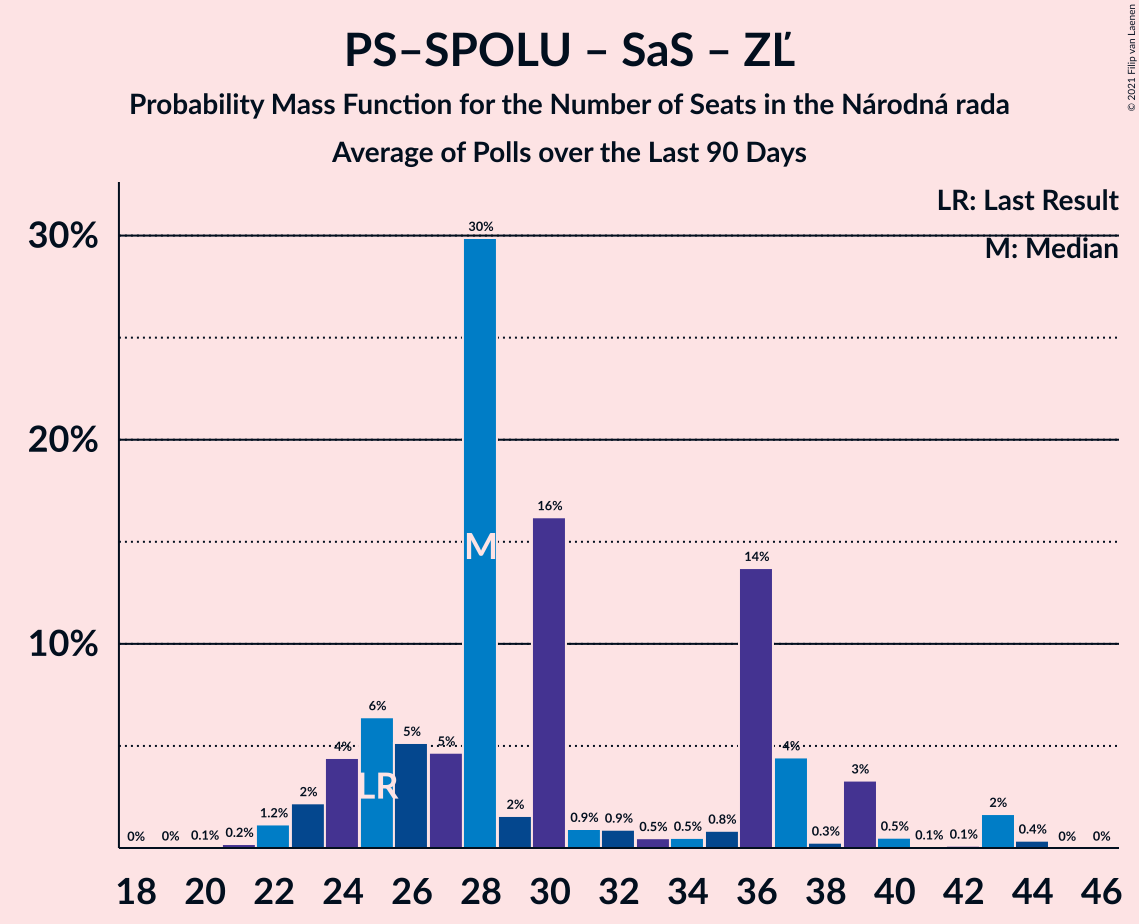 PS–SPOLU – SaS – ZĽ
Probability Mass Function for the Number of Seats in the Národná rada
Average of Polls over the Last 90 Days
© 2021 Filip van Laenen
LR: Last Result
M: Median
30%
20%
10%
0% 0% 0.1% 0.2% 1.2% 2% 4% 6% 5% 5% 30% 2% 16% 0.9% 0.9% 0.5% 0.5% 0.8% 14% 4% 0.3% 3% 0.5% 0.1% 0.1% 2% 0.4% 0% 0%
M
LR
18 20 22 24 26 28 30 32 34 36 38 40 42 44 46